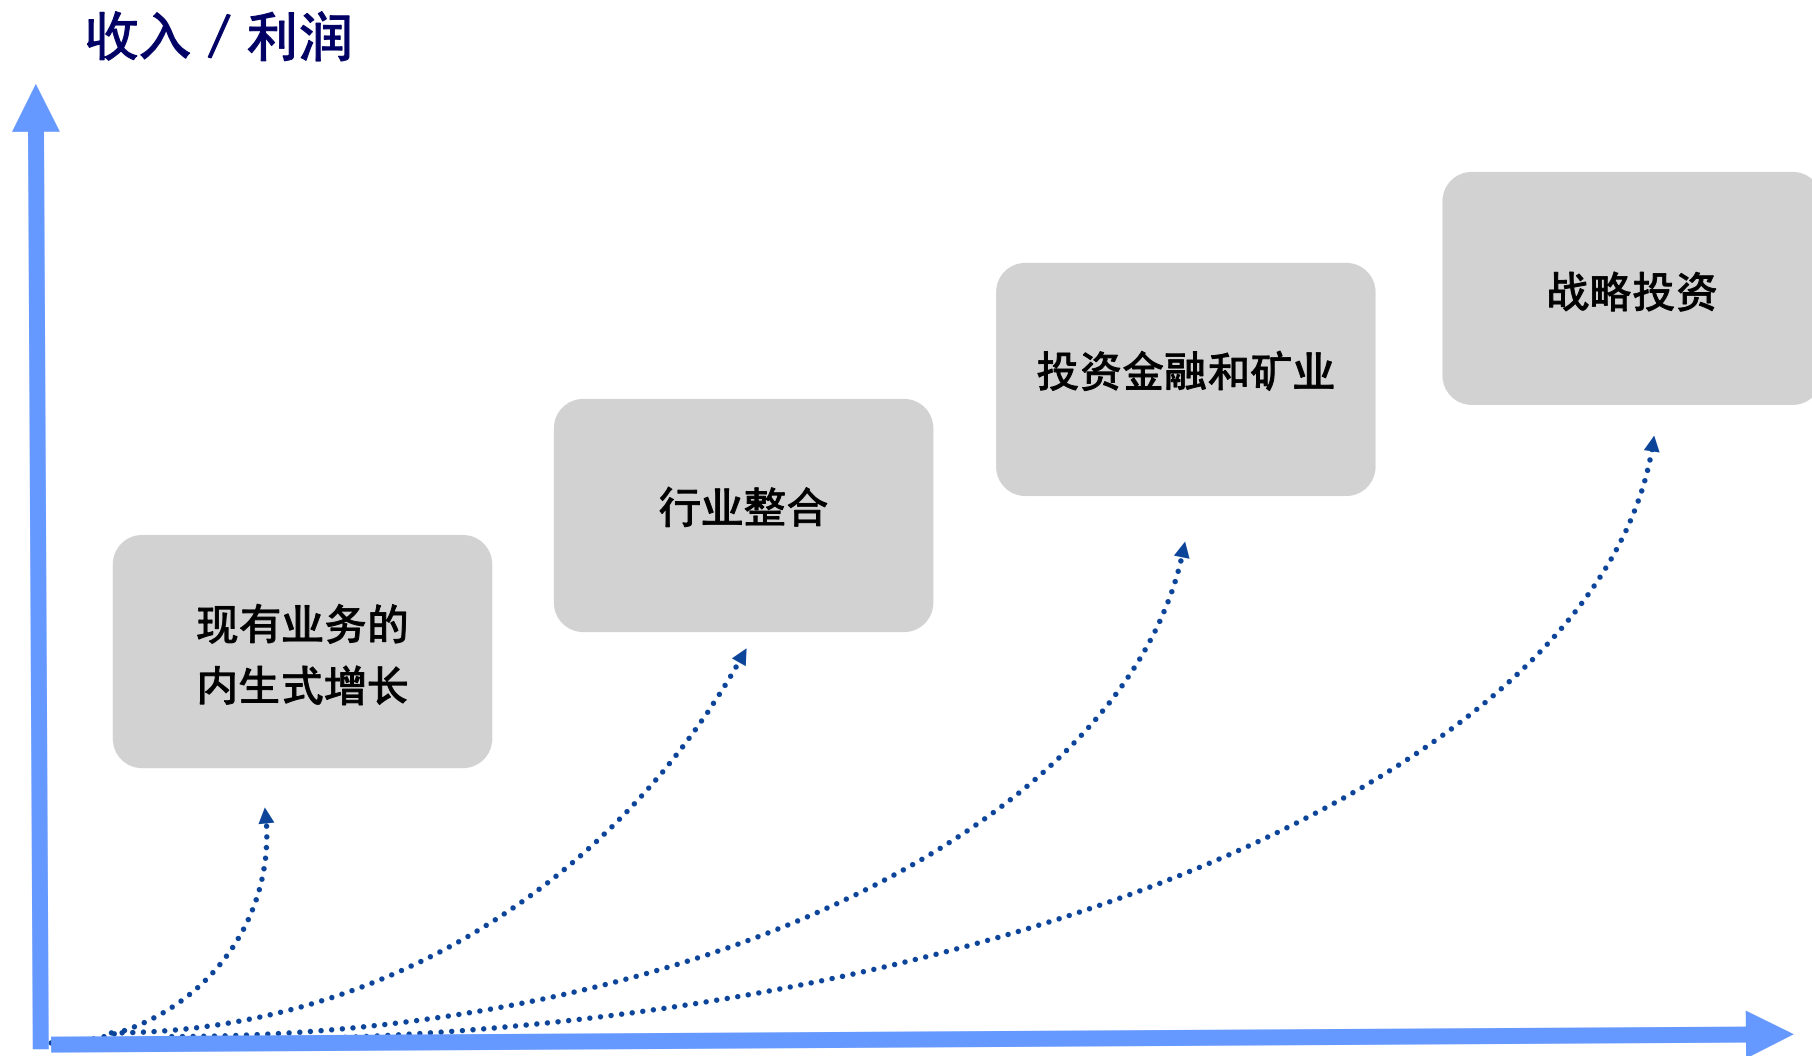 收入 / 利润
战略投资
投资金融和矿业
行业整合
现有业务的
内生式增长